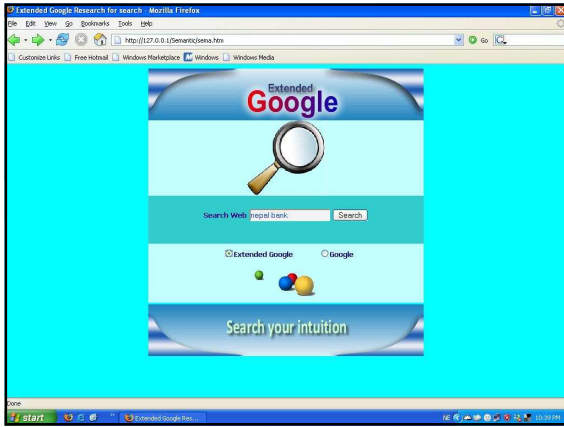 Extended Google Research for search - Mozilla Firefox
File Edit View Go Bookmarks Tools Help
http://127.0.0.1/Semantic/sema.htm Go
Customize Links Free Hotmail Windows Marketplace Windows Windows Media
Extended
Google
Search Web nepal bank Search
Extended Google Google
Search your intuition
Done
start Extended Google Res... NE 10:39 PM